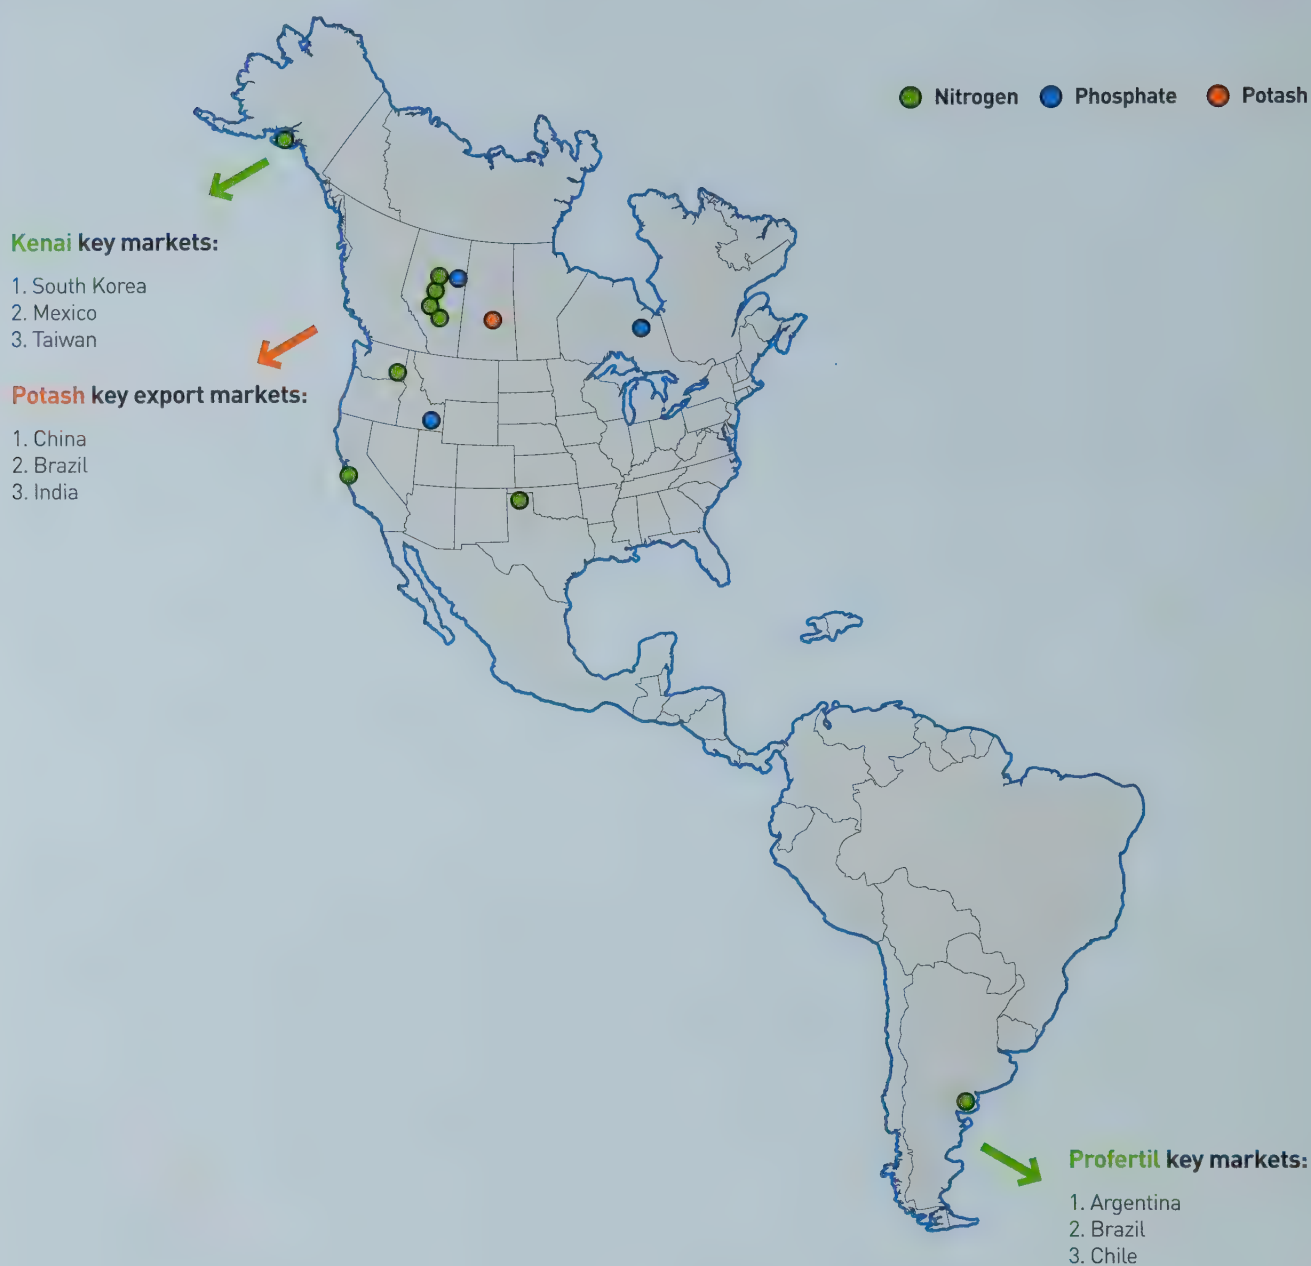 Nitrogen Phosphate Potash
Kenai key markets:
1. South Korea
2. Mexico
3. Taiwan
Potash key export markets:
1. China
2. Brazil
3. India
Profertil key markets:
1. Argentina
2. Brazil
3. Chile